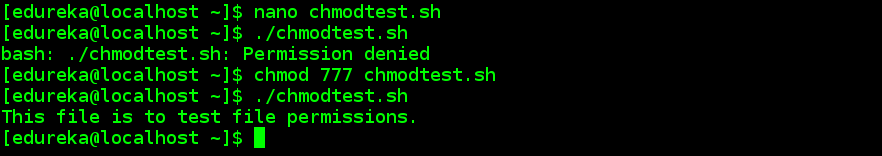 [edureka@localhost ~]$ nano chmodtest.sh
[edureka@localhost ~]$ ./chmodtest.sh
bash: ./chmodtest.sh: Permission denied
[edureka@localhost ~]$ chmod 777 chmodtest.sh
[edureka@localhost ~]$ ./chmodtest.sh
This file is to test file permissions.
[edureka@localhost ~]$